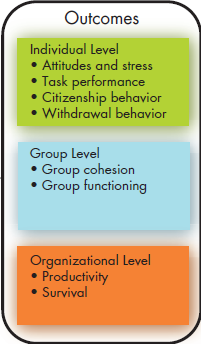 Outcomes
Individual Level
• Attitudes and stress
• Task performance
• Citizenship behavior
• Withdrawal behavior
Group Level
• Group cohesion
• Group functioning
Organizational Level
• Productivity
• Survival